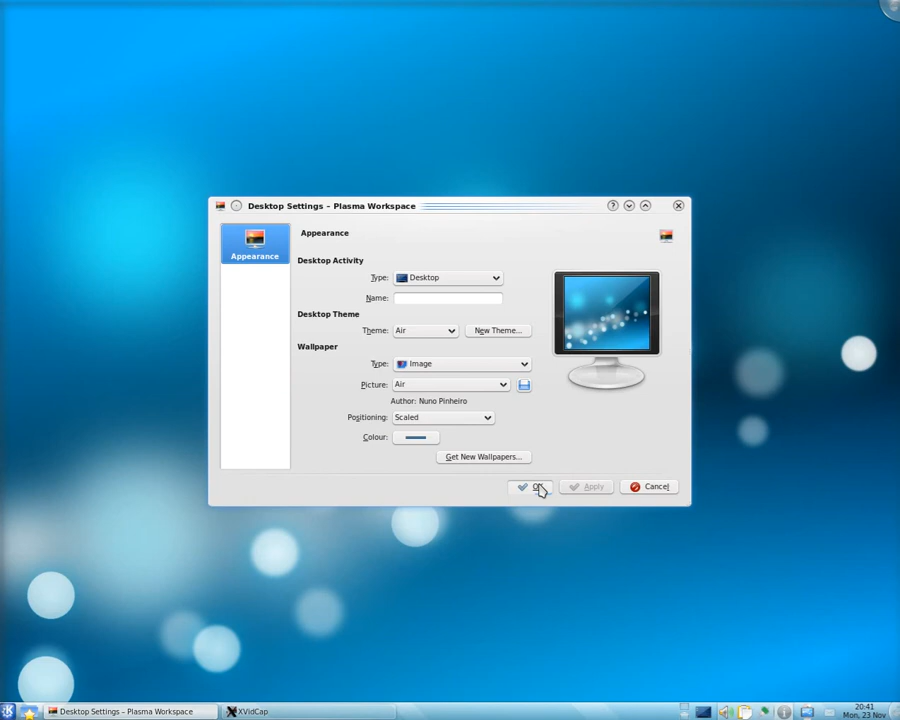 Desktop Settings – Plasma Workspace
Appearance
Appearance
Desktop Activity
Type: Desktop
Name:
Desktop Theme
Theme: Air New Theme...
Wallpaper
Type: Image
Picture: Air
Author: Nuno Pinheiro
Positioning: Scaled
Colour:
Get New Wallpapers...
Apply Cancel
Desktop Settings – Plasma Workspace XVidCap
20:41
Mon, 23 Nov